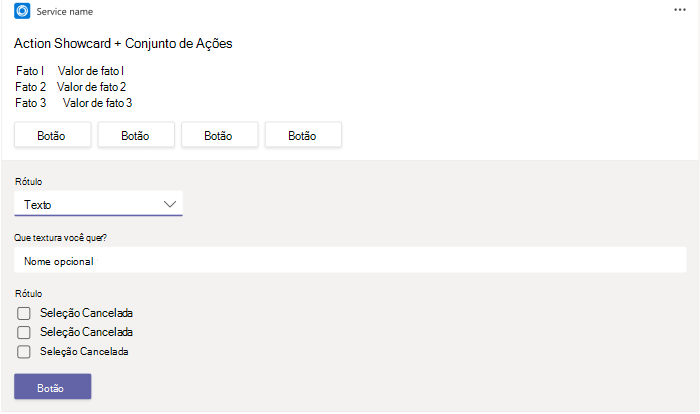 Service name
Action Showcard + Conjunto de Ações
Fato I Valor de fato I
Fato 2 Valor de fato 2
Fato 3 Valor de fato 3
Botão Botão Botão Botão
Rótulo
Texto
Que textura você quer?
Nome opcional
Rótulo
Seleção Cancelada
Seleção Cancelada
Seleção Cancelada
Botão